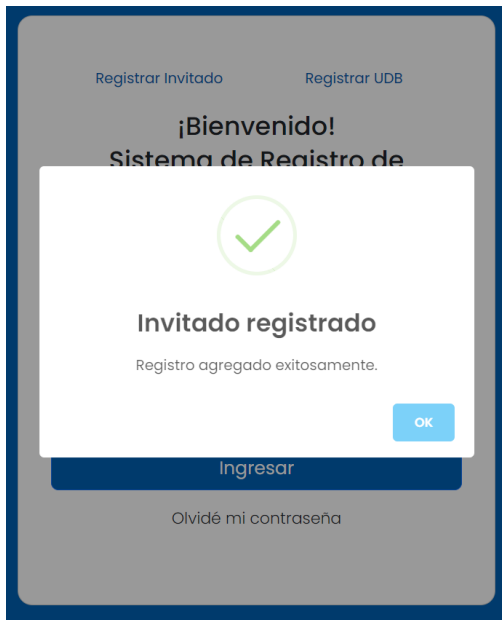 Registrar Invitado Registrar UDB
¡Bienvenido!
Sistema de Registro de
Invitado registrado
Registro agregado exitosamente.
OK
Ingresar
Olvidé mi contraseña